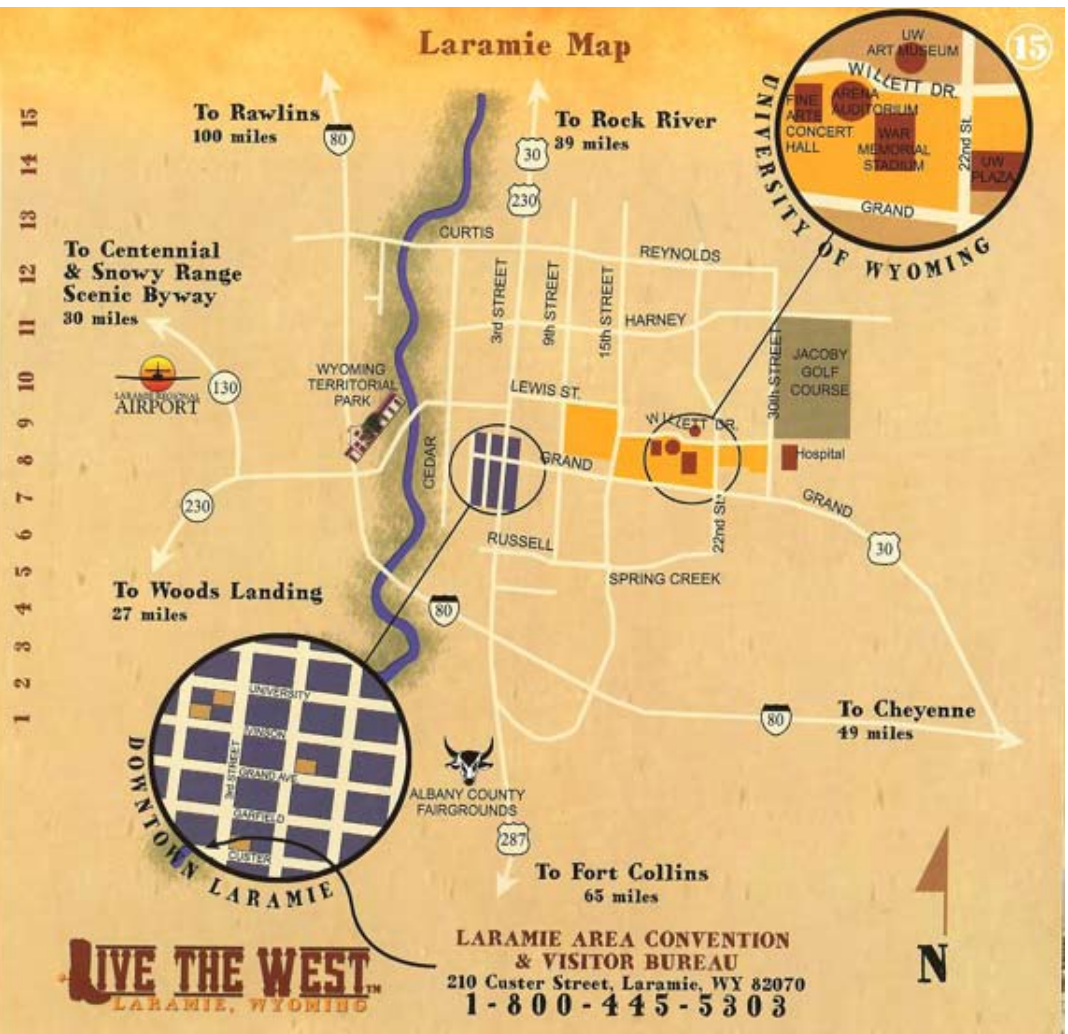 Laramie Map
15
To Rawlins
100 miles
80
To Rock River
39 miles
30
230
UW
ART MUSEUM
WILLETT DR.
FINE
ARTS
CONCERT
HALL
ARENA
AUDITORIUM
WAR
MEMORIAL
STADIUM
22nd St.
UW
PLAZA
GRAND
UNIVERSITY OF WYOMING
15
14
13
12
11
10
9
8
7
6
5
4
3
2
1
To Centennial
& Snowy Range
Scenic Byway
30 miles
CURTIS
REYNOLDS
3rd STREET
9th STREET
15th STREET
HARNEY
30th STREET
JACOBY
GOLF
COURSE
LARAMIE REGIONAL
AIRPORT
130
WYOMING
TERRITORIAL
PARK
LEWIS ST.
WILLETT DR.
CEDAR
GRAND
Hospital
230
22nd St.
GRAND
RUSSELL
30
SPRING CREEK
To Woods Landing
27 miles
80
80
To Cheyenne
49 miles
UNIVERSITY
IVINSON
3rd STREET
GRAND AVE.
GARFIELD
CUSTER
DOWNTOWN LARAMIE
ALBANY COUNTY
FAIRGROUNDS
287
To Fort Collins
65 miles
N
LIVE THE WEST™
LARAMIE, WYOMING
LARAMIE AREA CONVENTION
& VISITOR BUREAU
210 Custer Street, Laramie, WY 82070
1-800-445-5303